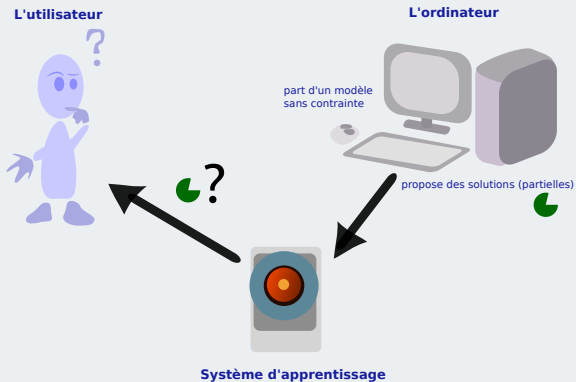 L'utilisateur
L'ordinateur
?
part d'un modèle
sans contrainte
propose des solutions (partielles)
?
Système d'apprentissage